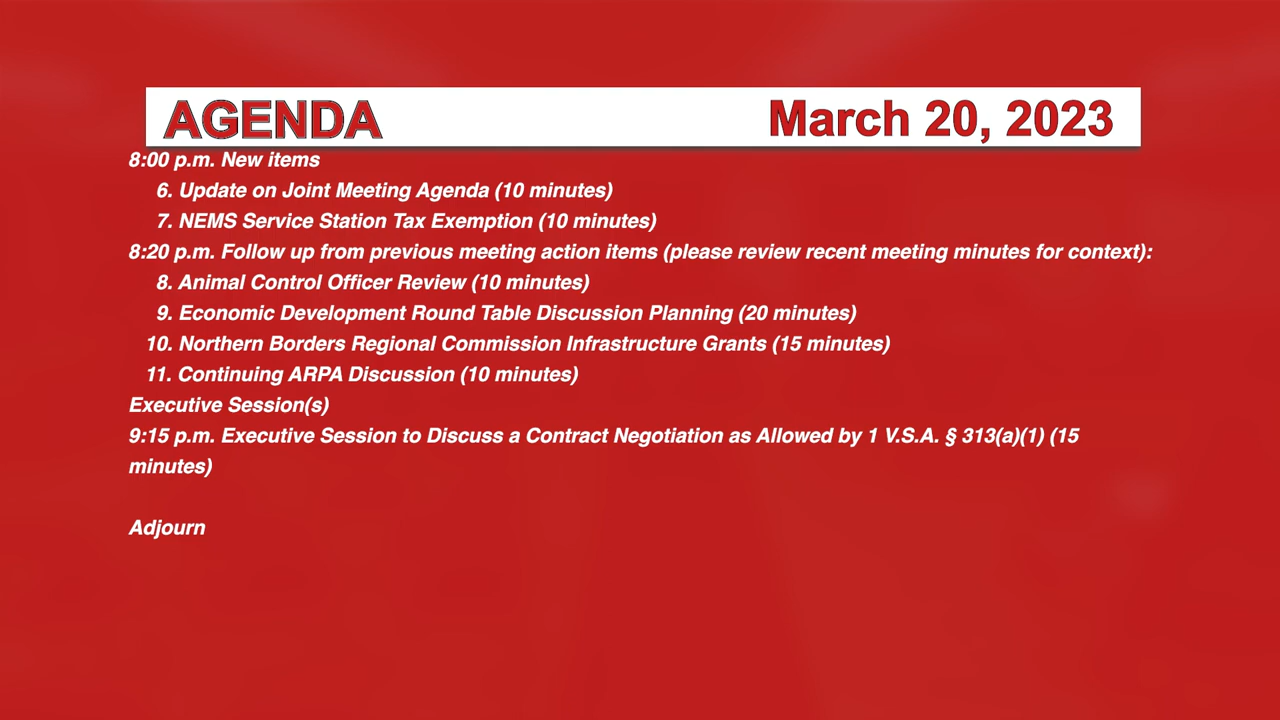 AGENDA March 20, 2023
8:00 p.m. New items
6. Update on Joint Meeting Agenda (10 minutes)
7. NEMS Service Station Tax Exemption (10 minutes)
8:20 p.m. Follow up from previous meeting action items (please review recent meeting minutes for context):
8. Animal Control Officer Review (10 minutes)
9. Economic Development Round Table Discussion Planning (20 minutes)
10. Northern Borders Regional Commission Infrastructure Grants (15 minutes)
11. Continuing ARPA Discussion (10 minutes)
Executive Session(s)
9:15 p.m. Executive Session to Discuss a Contract Negotiation as Allowed by 1 V.S.A. § 313(a)(1) (15
minutes)
Adjourn